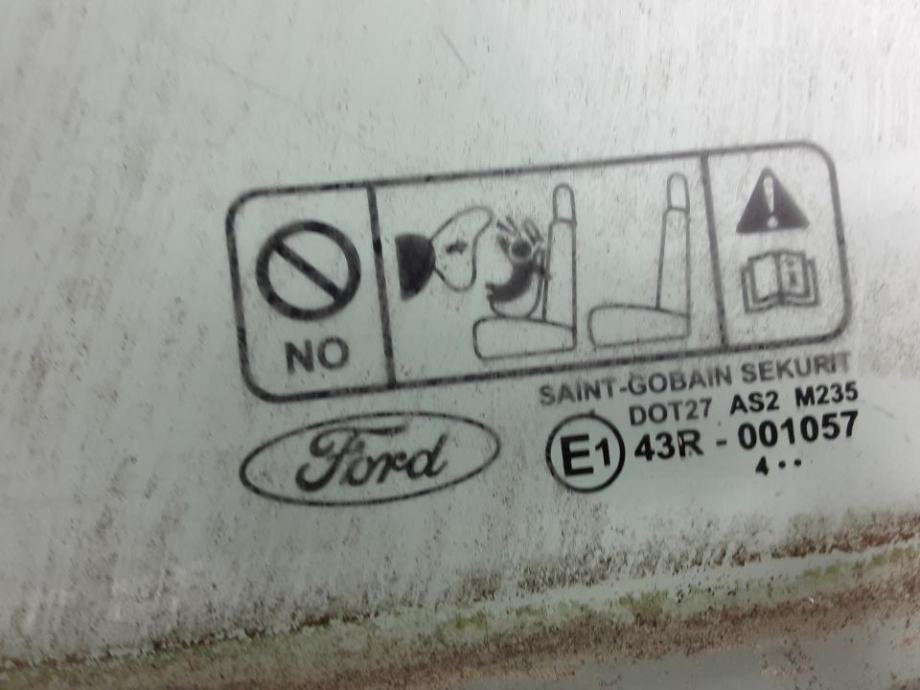 NO
SAINT-GOBAIN SEKURIT
DOT27 AS2 M235
Ford
E1 43R - 001057
4 ••